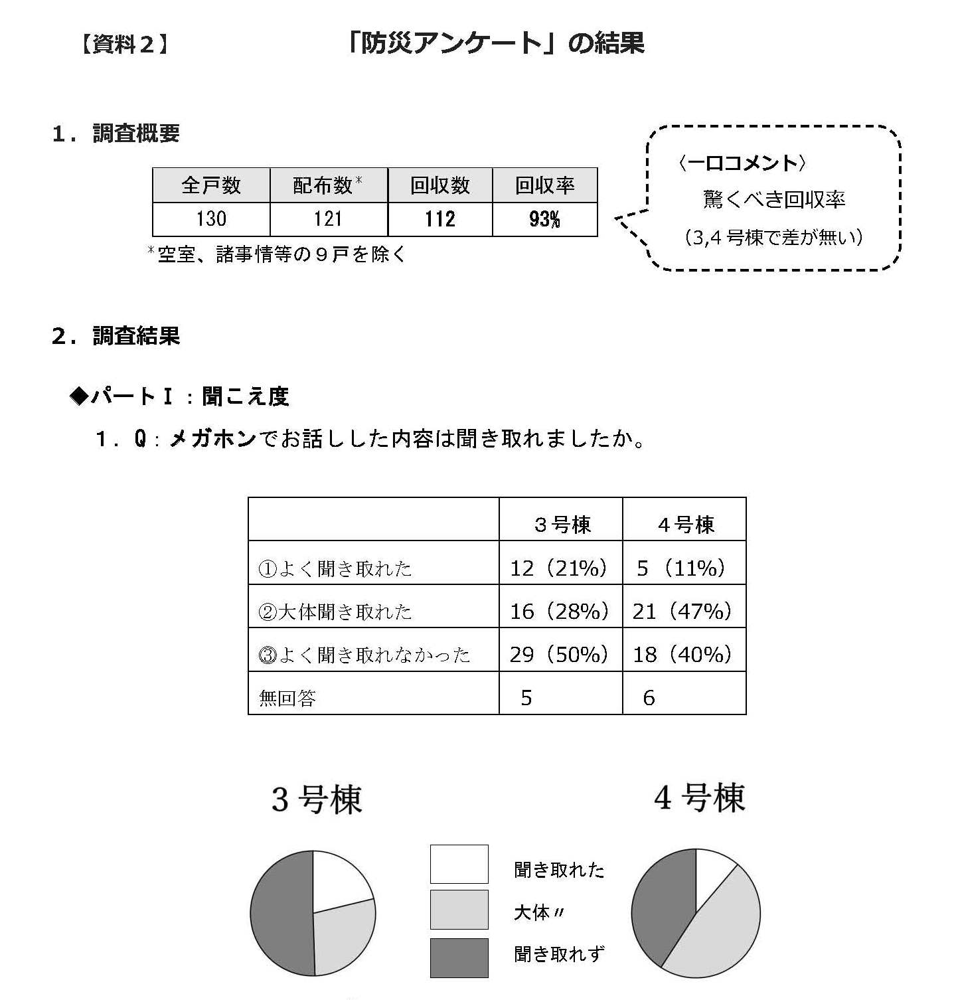 【資料２】 「防災アンケート」の結果
１．調査概要
全戸数 配布数* 回収数 回収率
130 121 112 93%
*空室、諸事情等の９戸を除く
〈一口コメント〉
驚くべき回収率
（3,4 号棟で差が無い）
２．調査結果
◆パートⅠ：聞こえ度
１．Q：メガホンでお話しした内容は聞き取れましたか。
３号棟 ４号棟
①よく聞き取れた 12（21%） 5（11%）
②大体聞き取れた 16（28%） 21（47%）
③よく聞き取れなかった 29（50%） 18（40%）
無回答 5 6
3 号棟 4 号棟
聞き取れた
大体〃
聞き取れず